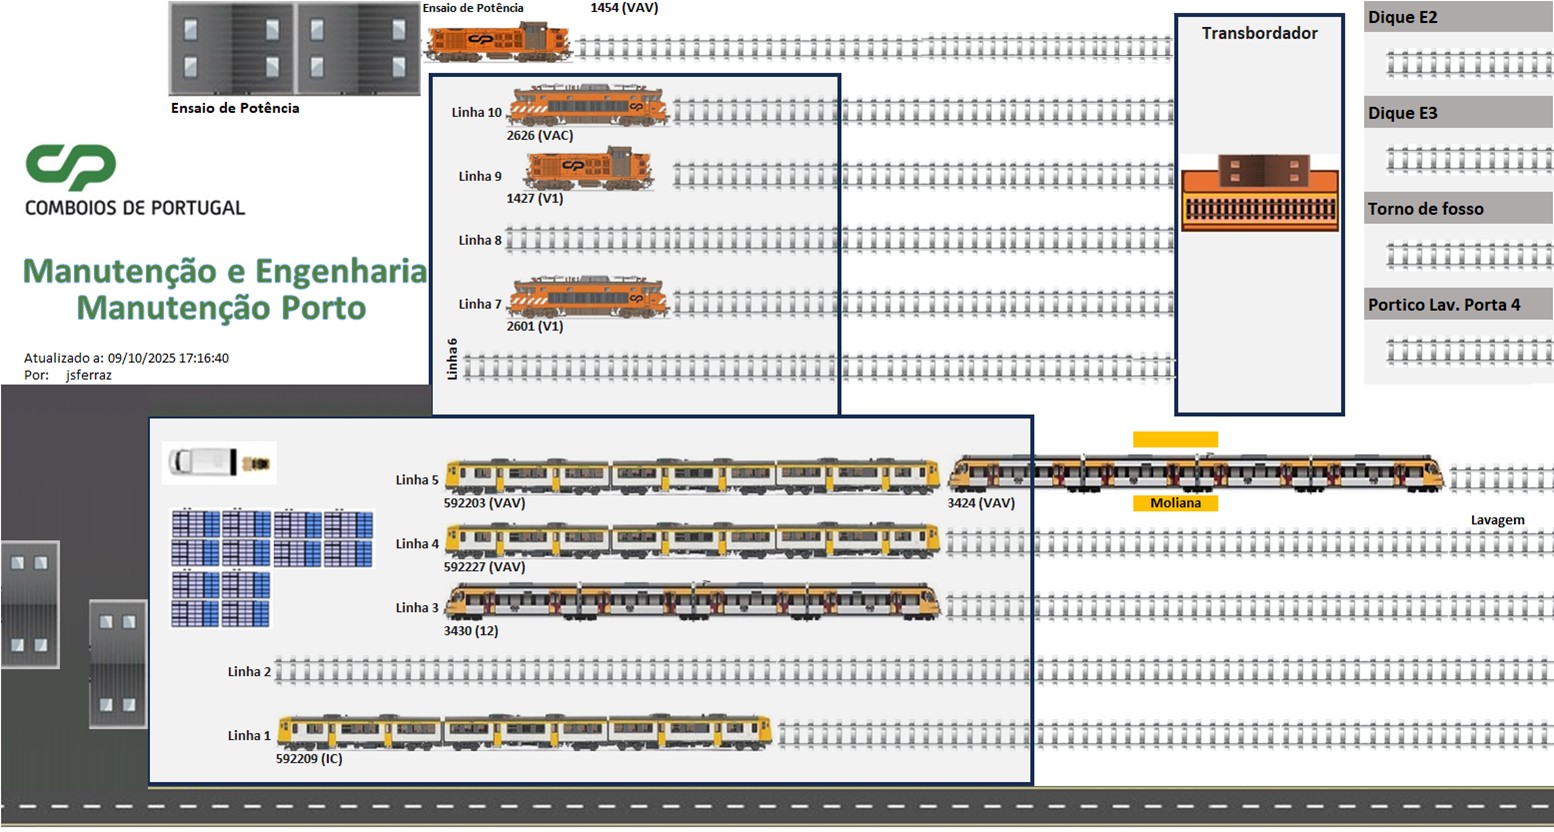 Ensaio de Potência
1454 (VAV)
Transbordador
Dique E2
Ensaio de Potência
Linha 10
2626 (VAC)
Dique E3
CP
COMBOIOS DE PORTUGAL
Linha 9
1427 (V1)
Torno de fosso
Linha 8
Manutenção e Engenharia
Manutenção Porto
Linha 7
2601 (V1)
Portico Lav. Porta 4
Atualizado a: 09/10/2025 17:16:40
Por: jsferraz
Linha 6
Linha 5
592203 (VAV)
3424 (VAV)
Moliana
Lavagem
Linha 4
592227 (VAV)
Linha 3
3430 (12)
Linha 2
Linha 1
592209 (IC)